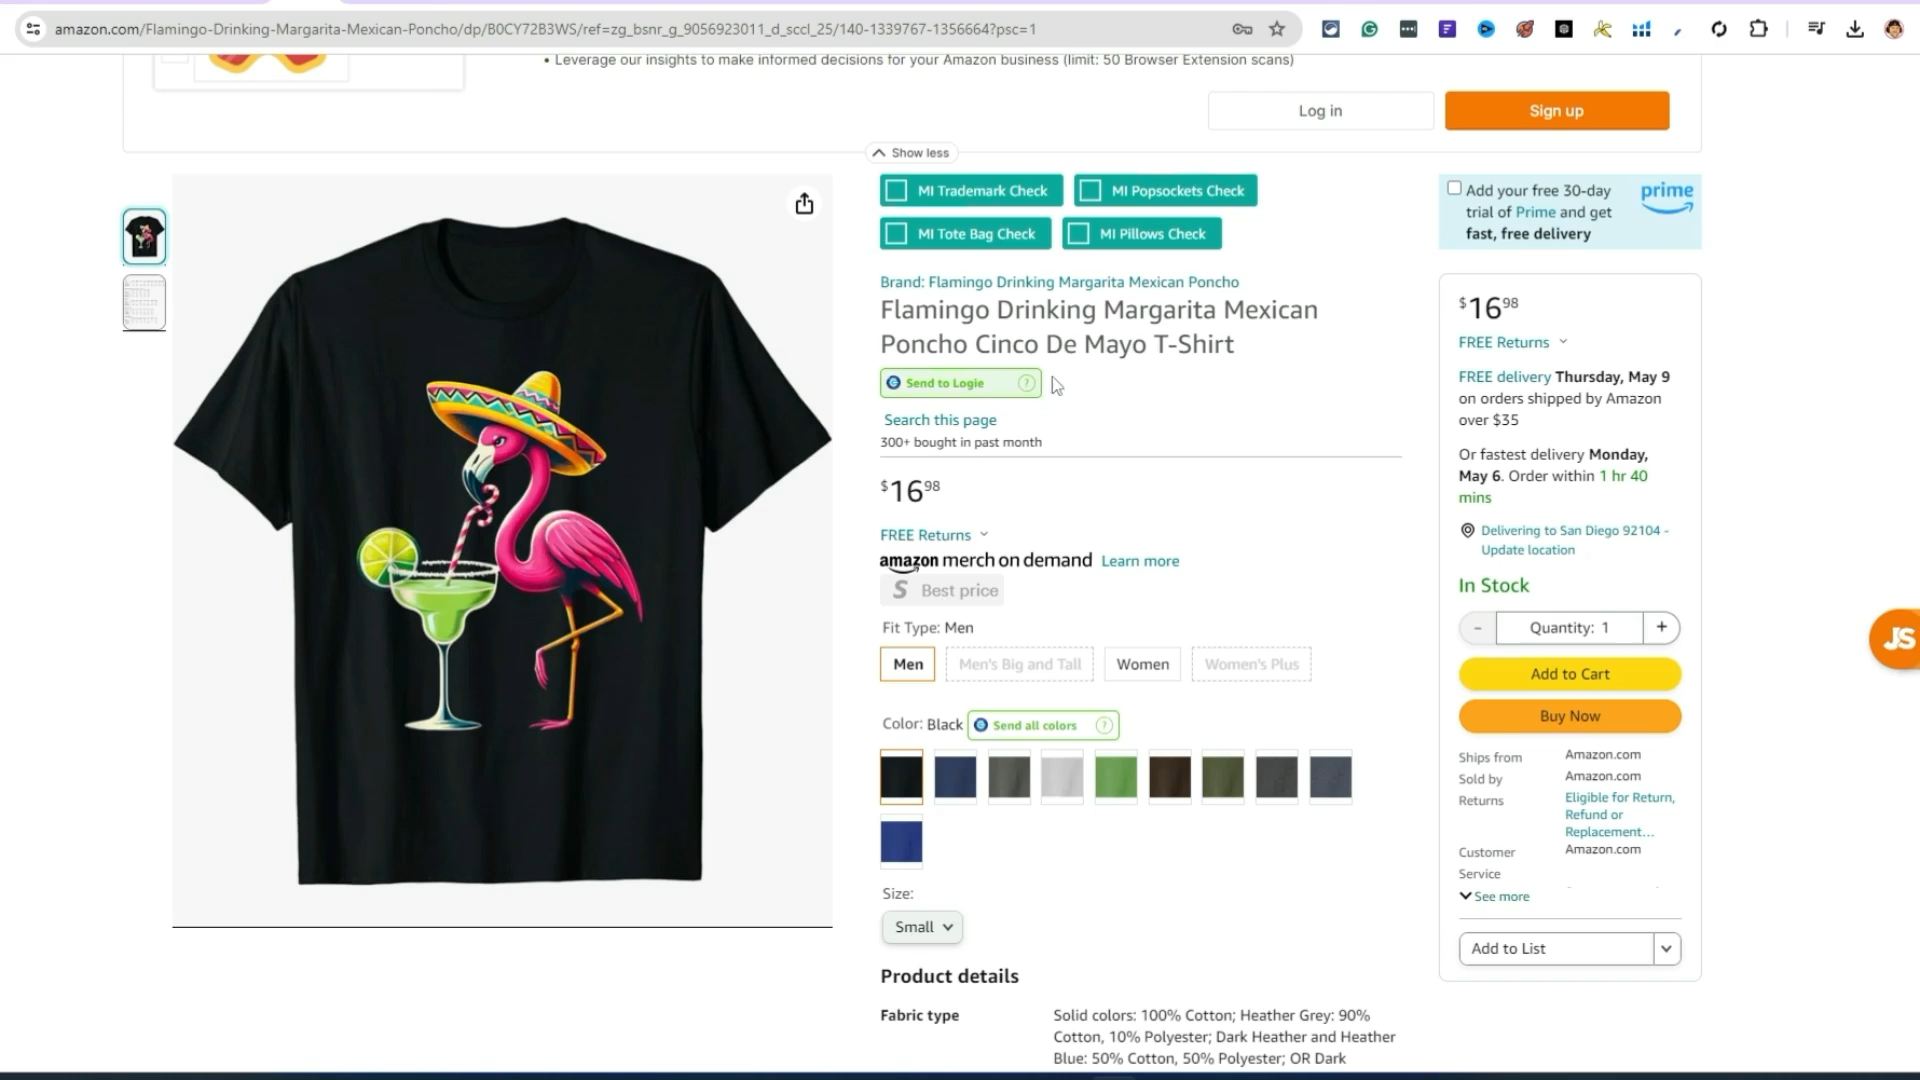 amazon.com/Flamingo-Drinking-Margarita-Mexican-Poncho/dp/B0CY72B3WS/ref=zg_bsnr_g_9056923011_d_sccl_25/140-1339767-1356664?psc=1
• Leverage our insights to make informed decisions for your Amazon business (limit: 50 Browser Extension scans)
Log in
Sign up
Show less
MI Trademark Check
MI Popsockets Check
MI Tote Bag Check
MI Pillows Check
Brand: Flamingo Drinking Margarita Mexican Poncho
Flamingo Drinking Margarita Mexican
Poncho Cinco De Mayo T-Shirt
Send to Logie ?
Search this page
300+ bought in past month
$16 98
FREE Returns
amazon merch on demand Learn more
S Best price
Fit Type: Men
Men
Men's Big and Tall
Women
Women's Plus
Color: Black
Send all colors ?
Size:
Small
Product details
Fabric type
Solid colors: 100% Cotton; Heather Grey: 90%
Cotton, 10% Polyester; Dark Heather and Heather
Blue: 50% Cotton, 50% Polyester; OR Dark
Add your free 30-day
trial of Prime and get
fast, free delivery
prime
$16 98
FREE Returns
FREE delivery Thursday, May 9
on orders shipped by Amazon
over $35
Or fastest delivery Monday,
May 6. Order within 1 hr 40
mins
Delivering to San Diego 92104 -
Update location
In Stock
- Quantity: 1 +
Add to Cart
Buy Now
Ships from Amazon.com
Sold by Amazon.com
Returns Eligible for Return,
Refund or
Replacement...
Customer Amazon.com
Service
See more
Add to List
JS